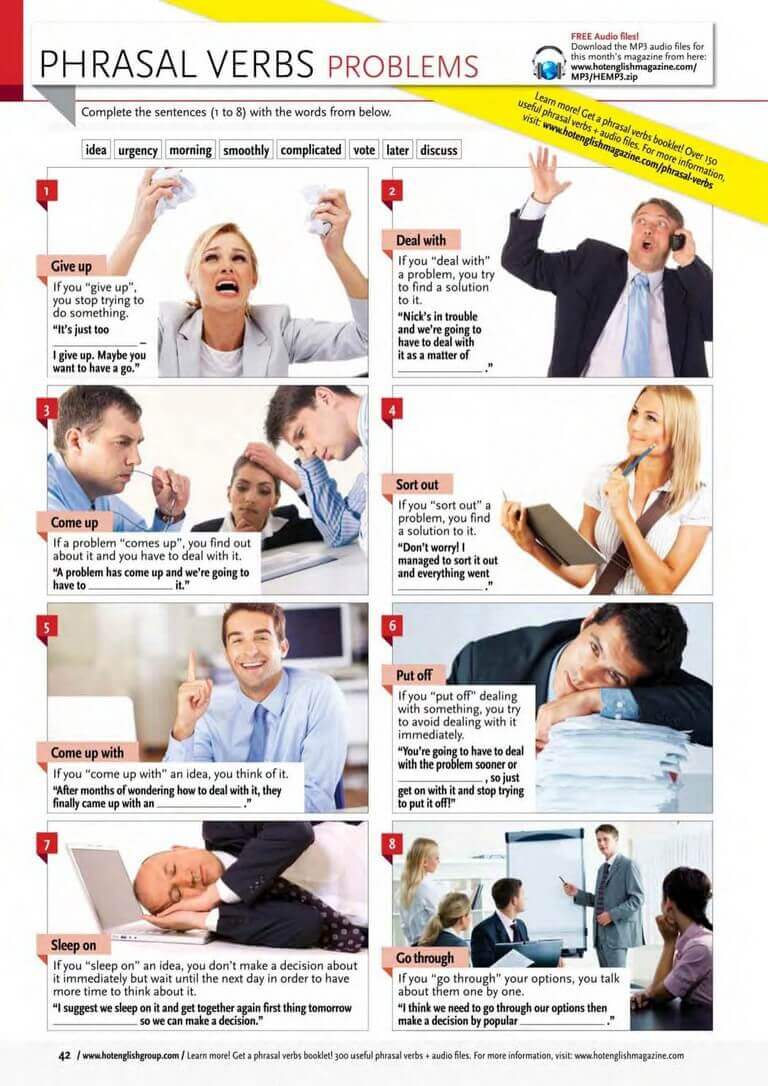 PHRASAL VERBS PROBLEMS
FREE Audio files!
Download the MP3 audio files for
this month's magazine from here:
www.hotenglishmagazine.com/
MP3/HEMP3.zip
Learn more! Get a phrasal verbs booklet! Over 150
useful phrasal verbs + audio files. For more information,
visit: www.hotenglishmagazine.com/phrasal-verbs
Complete the sentences (1 to 8) with the words from below.
idea urgency morning smoothly complicated vote later discuss
1
Give up
If you "give up",
you stop trying to
do something.
"It's just too
____________ –
I give up. Maybe you
want to have a go."
2
Deal with
If you "deal with"
a problem, you try
to find a solution
to it.
"Nick's in trouble
and we're going to
have to deal with
it as a matter of
____________."
3
Come up
If a problem "comes up", you find out
about it and you have to deal with it.
"A problem has come up and we're going to
have to ____________ it."
4
Sort out
If you "sort out" a
problem, you find
a solution to it.
"Don't worry! I
managed to sort it out
and everything went
____________."
5
Come up with
If you "come up with" an idea, you think of it.
"After months of wondering how to deal with it, they
finally came up with an ____________."
6
Put off
If you "put off" dealing
with something, you try
to avoid dealing with it
immediately.
"You're going to have to deal
with the problem sooner or
____________, so just
get on with it and stop trying
to put it off!"
7
Sleep on
If you "sleep on" an idea, you don't make a decision about
it immediately but wait until the next day in order to have
more time to think about it.
"I suggest we sleep on it and get together again first thing tomorrow
____________ so we can make a decision."
8
Go through
If you "go through" your options, you talk
about them one by one.
"I think we need to go through our options then
make a decision by popular ____________."
42 / www.hotenglishgroup.com / Learn more! Get a phrasal verbs booklet! 300 useful phrasal verbs + audio files. For more information, visit: www.hotenglishmagazine.com